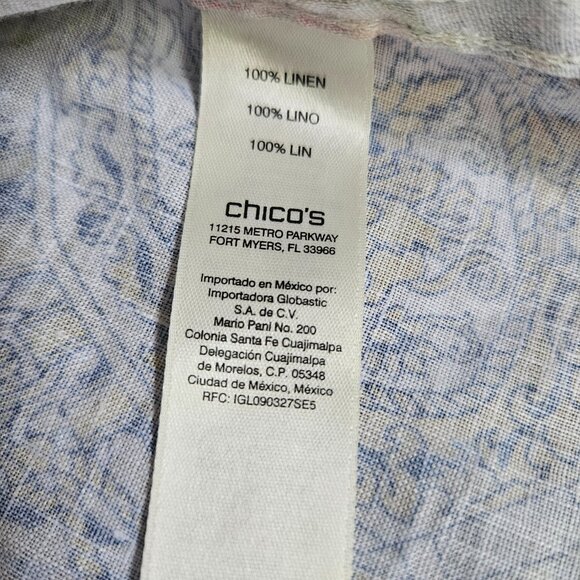 100% LINEN
100% LINO
100% LIN
chico's
11215 METRO PARKWAY
FORT MYERS, FL 33966
Importado en México por:
Importadora Globastic
S.A. de C.V.
Mario Pani No. 200
Colonia Santa Fe Cuajimalpa
Delegación Cuajimalpa
de Morelos, C.P. 05348
Ciudad de México, México
RFC: IGL090327SE5